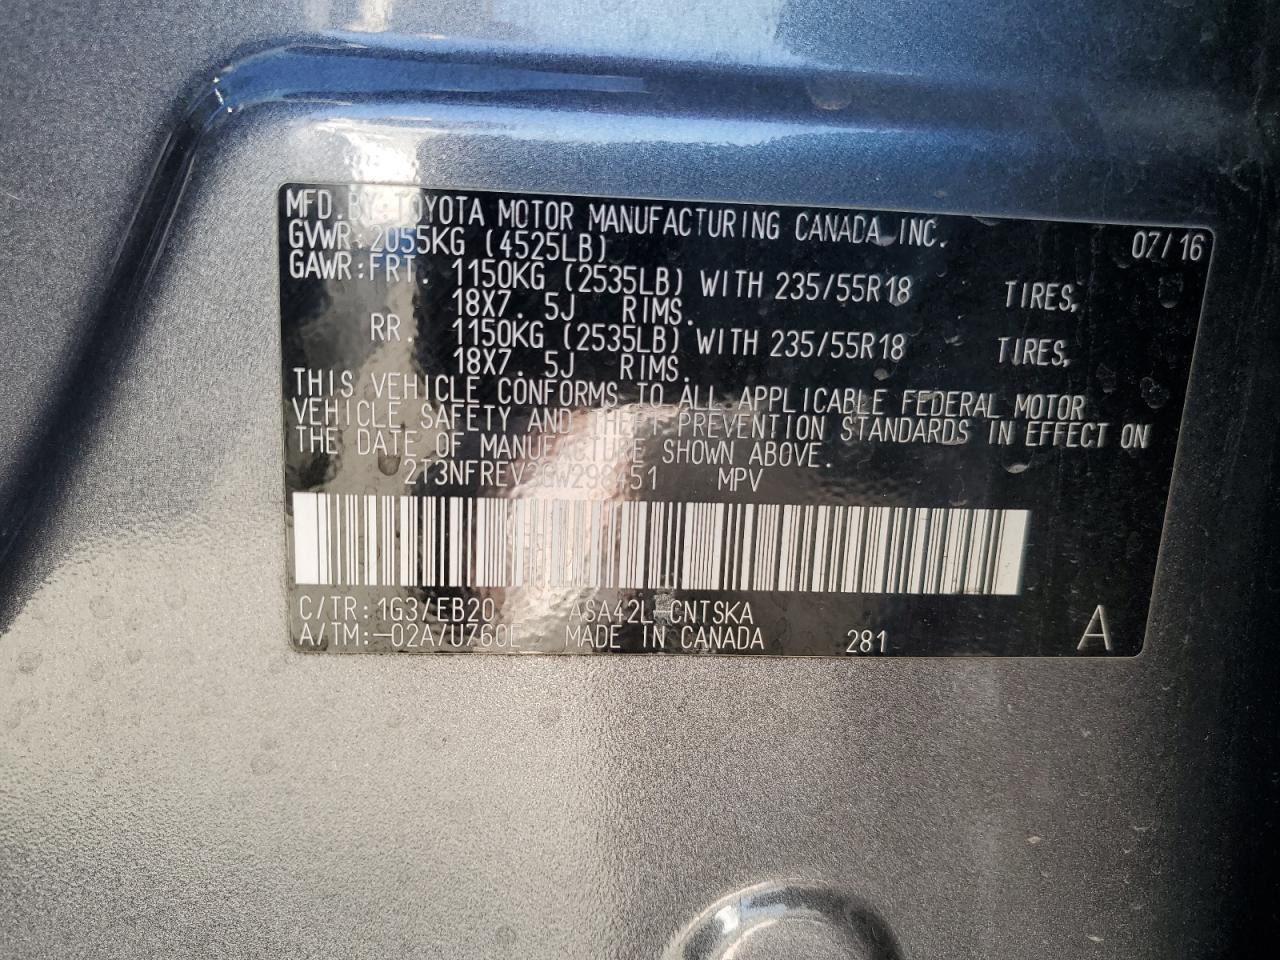 MFD. BY: TOYOTA MOTOR MANUFACTURING CANADA INC. 07/16
GVWR: 2055KG (4525LB)
GAWR: FRT. 1150KG (2535LB) WITH 235/55R18 TIRES,
18X7. 5J RIMS.
RR. 1150KG (2535LB) WITH 235/55R18 TIRES,
18X7. 5J RIMS.
THIS VEHICLE CONFORMS TO ALL APPLICABLE FEDERAL MOTOR
VEHICLE SAFETY AND THEFT PREVENTION STANDARDS IN EFFECT ON
THE DATE OF MANUFACTURE SHOWN ABOVE.
2T3NFREV3GW298451 MPV
C/TR: 1G3/EB20 ASA42L-CNTSKA
A/TM: -02A/U760E MADE IN CANADA 281 A